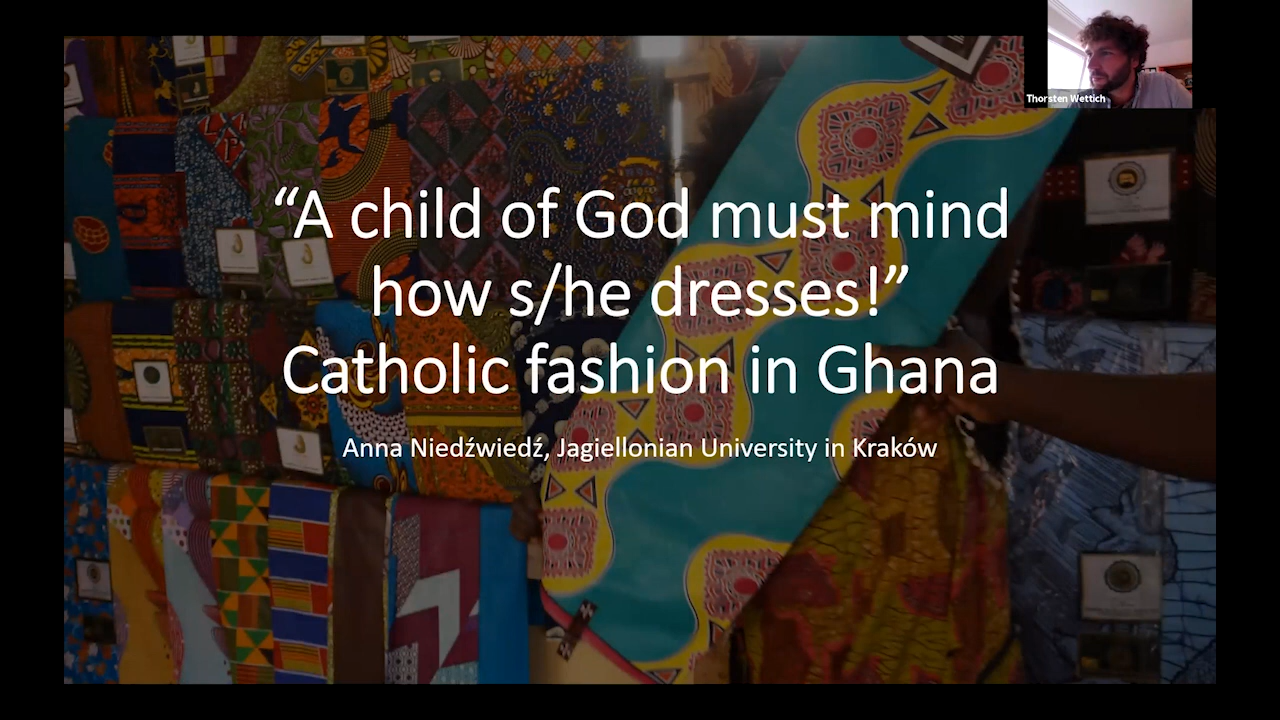 Thorsten Wettich
“A child of God must mind
how s/he dresses!”
Catholic fashion in Ghana
Anna Niedźwiedź, Jagiellonian University in Kraków